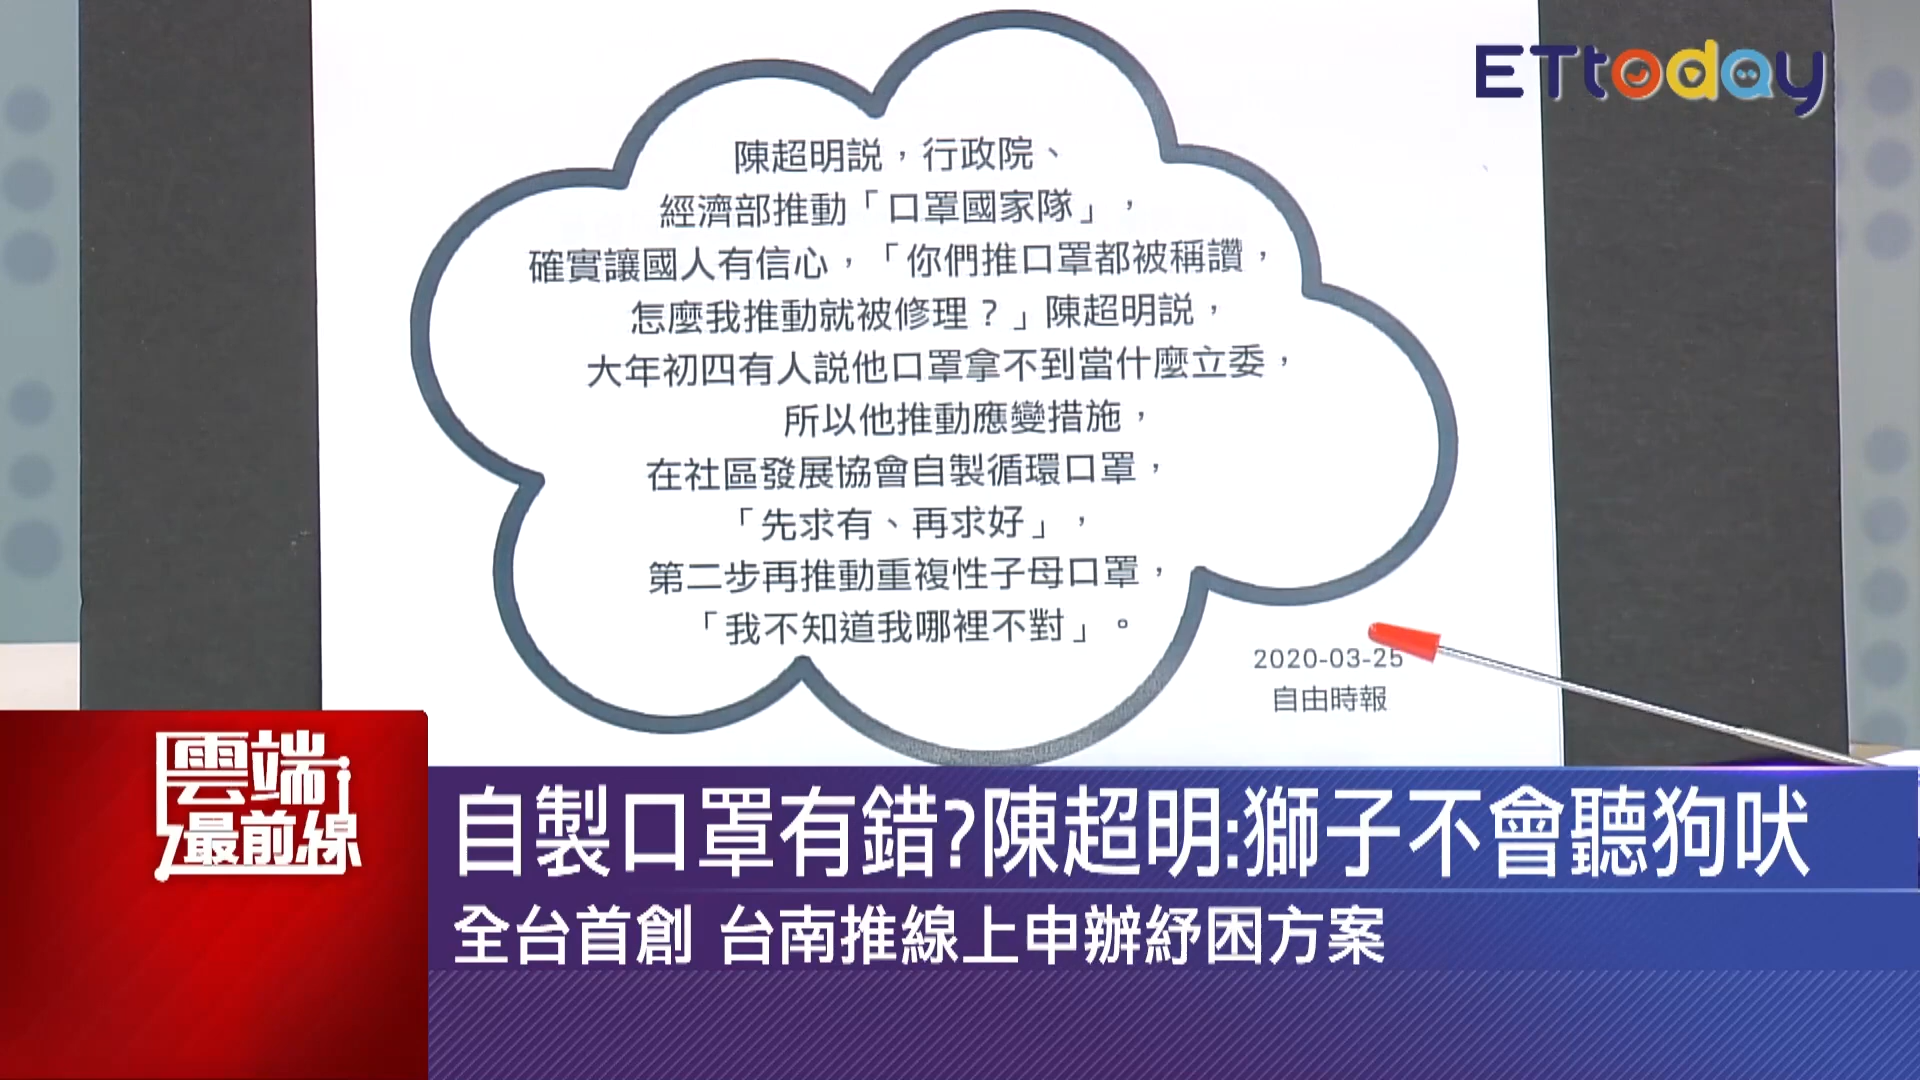 ETtoday
陳超明説，行政院、
經濟部推動「口罩國家隊」，
確實讓國人有信心，「你們推口罩都被稱讚，
怎麼我推動就被修理？」陳超明説，
大年初四有人説他口罩拿不到當什麼立委，
所以他推動應變措施，
在社區發展協會自製循環口罩，
「先求有、再求好」，
第二步再推動重複性子母口罩，
「我不知道我哪裡不對」。
2020-03-25
自由時報
雲端
最前線
自製口罩有錯?陳超明:獅子不會聽狗吠
全台首創 台南推線上申辦紓困方案